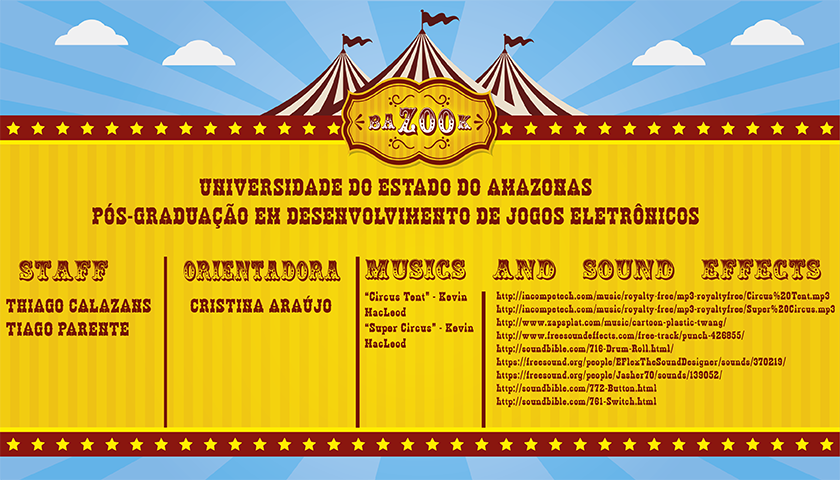 BAZOOK
UNIVERSIDADE DO ESTADO DO AMAZONAS
PÓS-GRADUAÇÃO EM DESENVOLVIMENTO DE JOGOS ELETRÔNICOS
STAFF
THIAGO CALAZANS
TIAGO PARENTE
ORIENTADORA
CRISTINA ARAÚJO
MUSICS AND SOUND EFFECTS
"Circus Tent" - Kevin
MacLeod
"Super Circus" - Kevin
MacLeod
http://incompetech.com/music/royalty-free/mp3-royaltyfree/Circus%20Tent.mp3
http://incompetech.com/music/royalty-free/mp3-royaltyfree/Super%20Circus.mp3
http://www.zapsplat.com/music/cartoon-plastic-twang/
http://www.freesoundeffects.com/free-track/punch-426855/
http://soundbible.com/716-Drum-Roll.html/
https://freesound.org/people/EFlexTheSoundDesigner/sounds/370219/
https://freesound.org/people/Jasher70/sounds/139052/
http://soundbible.com/772-Button.html
http://soundbible.com/761-Switch.html